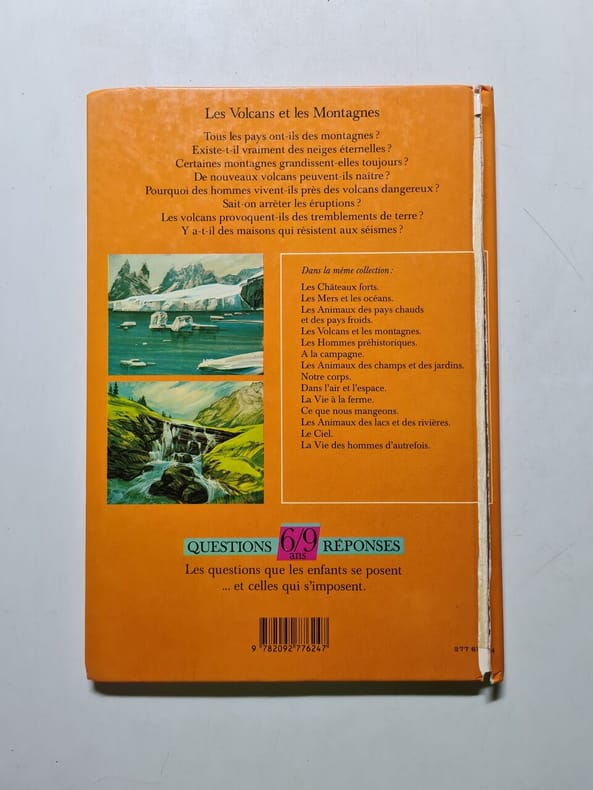 Les Volcans et les Montagnes
Tous les pays ont-ils des montagnes ?
Existe-t-il vraiment des neiges éternelles ?
Certaines montagnes grandissent-elles toujours ?
De nouveaux volcans peuvent-ils naître ?
Pourquoi des hommes vivent-ils près des volcans dangereux ?
Sait-on arrêter les éruptions ?
Les volcans provoquent-ils des tremblements de terre ?
Y a-t-il des maisons qui résistent aux séismes ?
Dans la même collection :
Les Châteaux forts.
Les Mers et les océans.
Les Animaux des pays chauds
et des pays froids.
Les Volcans et les montagnes.
Les Hommes préhistoriques.
A la campagne.
Les Animaux des champs et des jardins.
Notre corps.
Dans l'air et l'espace.
La Vie à la ferme.
Ce que nous mangeons.
Les Animaux des lacs et des rivières.
Le Ciel.
La Vie des hommes d'autrefois.
QUESTIONS 6/9 ans RÉPONSES
Les questions que les enfants se posent
... et celles qui s'imposent.
9 782092 776247
277